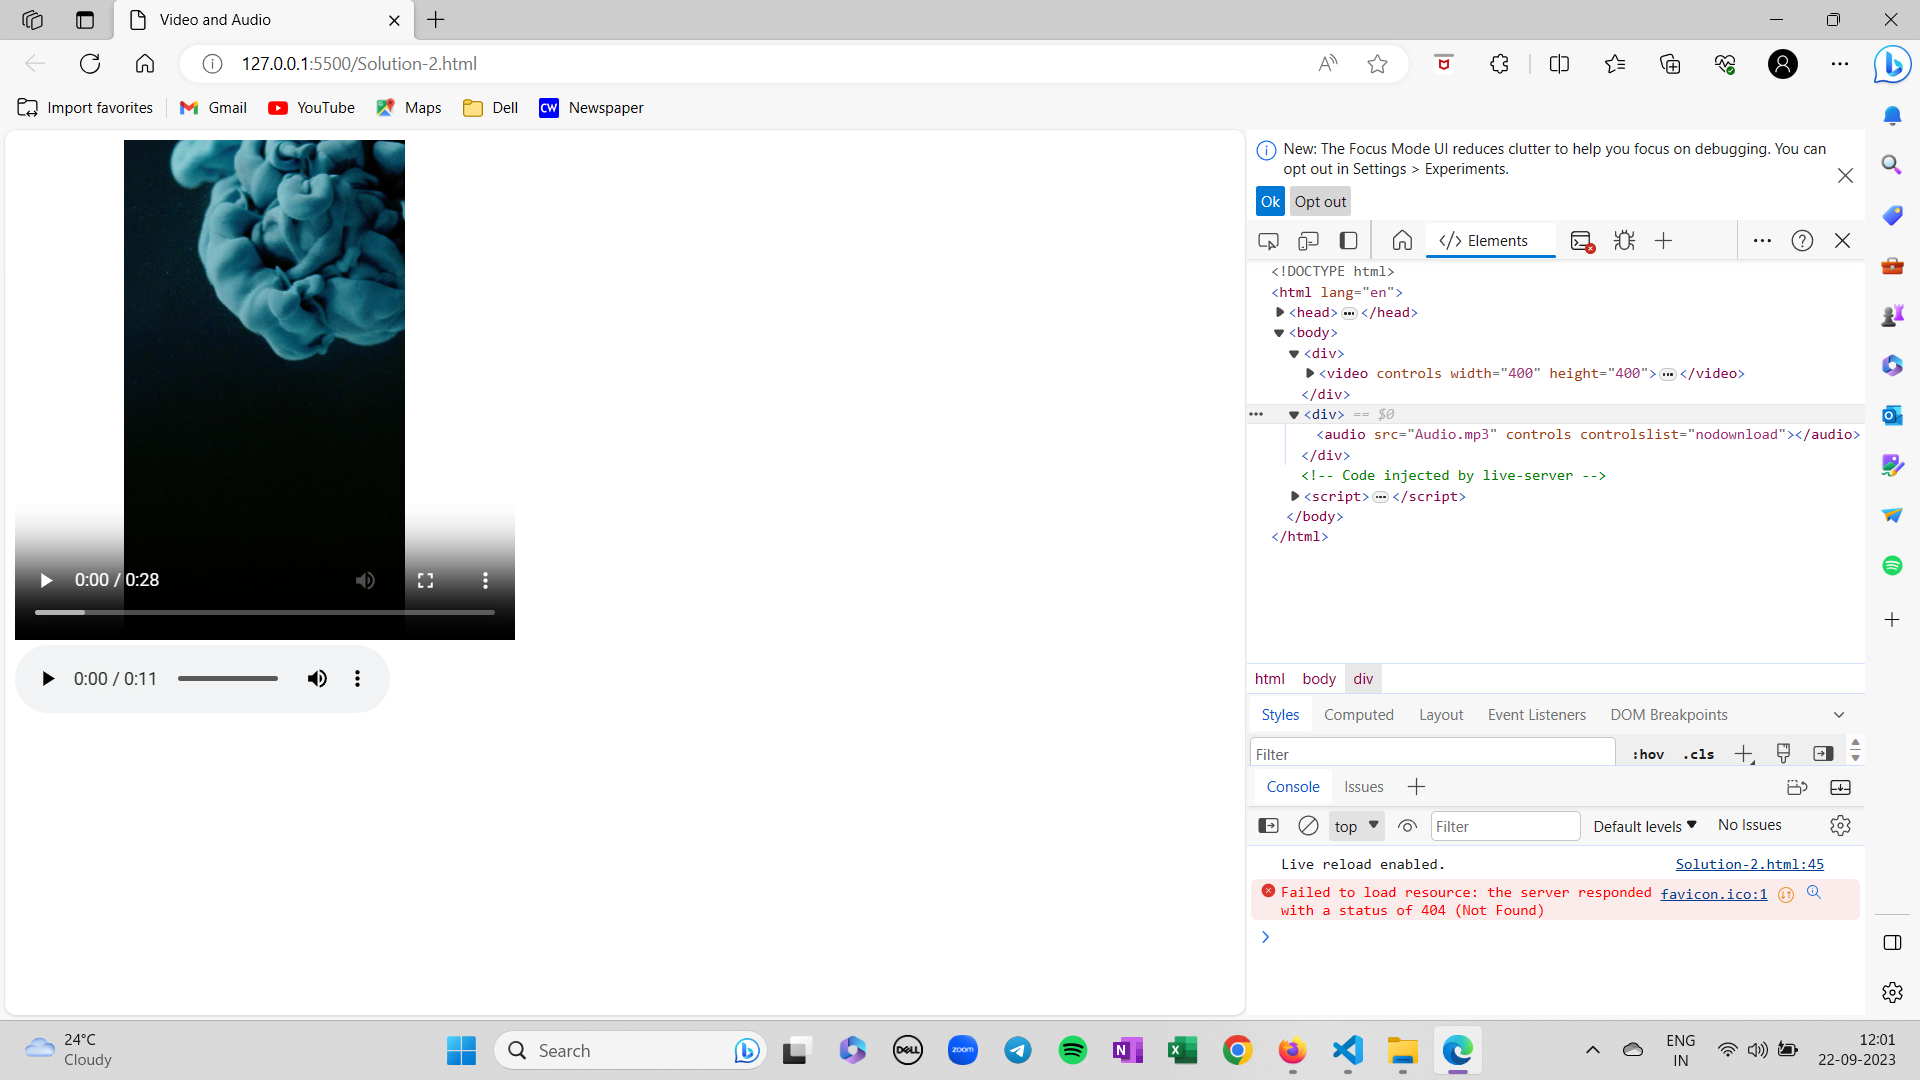 Video and Audio
127.0.0.1:5500/Solution-2.html
Import favorites
Gmail
YouTube
Maps
Dell
CW
Newspaper
0:00 / 0:28
0:00 / 0:11
New: The Focus Mode UI reduces clutter to help you focus on debugging. You can
opt out in Settings > Experiments.
Ok
Opt out
Elements
<!DOCTYPE html>
<html lang="en">
<head> ••• </head>
<body>
<div>
<video controls width="400" height="400"> ••• </video>
</div>
<div> == $0
<audio src="Audio.mp3" controls controlslist="nodownload"></audio>
</div>
<!-- Code injected by live-server -->
<script> ••• </script>
</body>
</html>
html body div
Styles Computed Layout Event Listeners DOM Breakpoints
Filter :hov .cls
Console Issues
top Filter Default levels No Issues
Live reload enabled. Solution-2.html:45
Failed to load resource: the server responded favicon.ico:1
with a status of 404 (Not Found)
24°C
Cloudy
Search
DELL
zoom
ENG
IN
12:01
22-09-2023